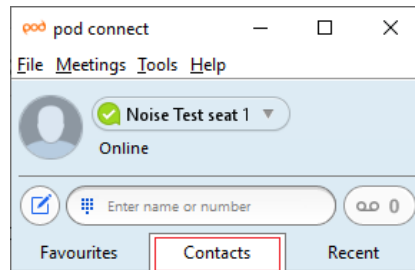 pod pod connect
File Meetings Tools Help
Noise Test seat 1
Online
Enter name or number
0
Favourites Contacts Recent